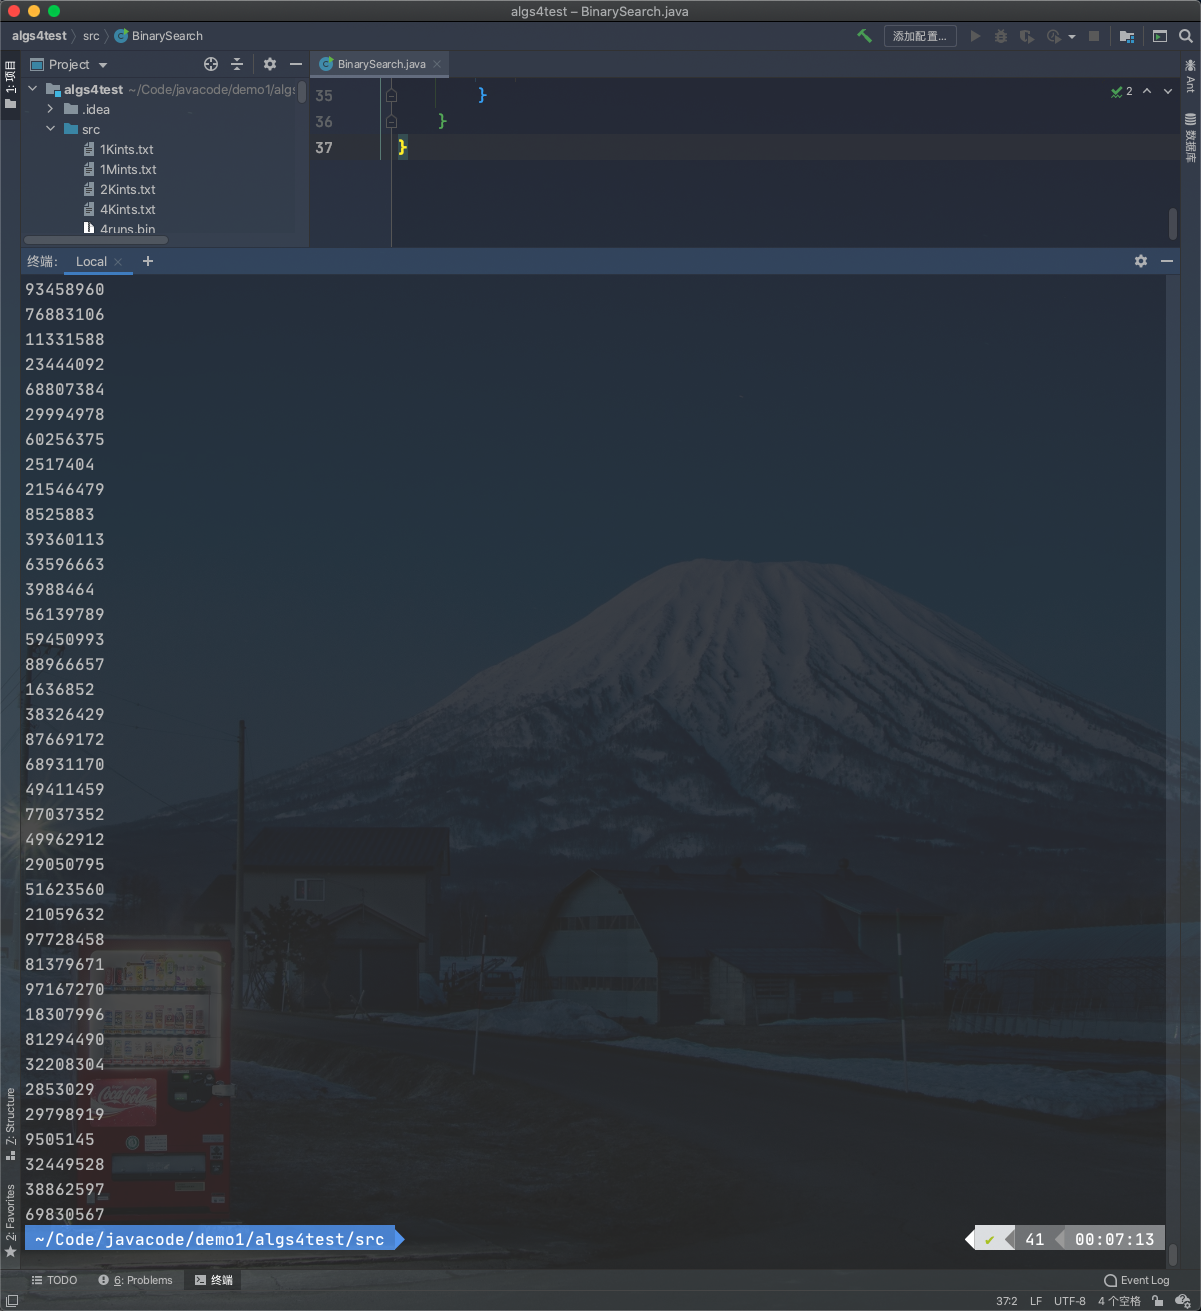 algs4test – BinarySearch.java
algs4test src BinarySearch
添加配置...
1: 项目
Project
BinarySearch.java
algs4test ~/Code/javacode/demo1/algs
.idea
src
1Kints.txt
1Mints.txt
2Kints.txt
4Kints.txt
4runs.bin
35 }
36 }
37 }
2
Ant
数据库
终端: Local
93458960
76883106
11331588
23444092
68807384
29994978
60256375
2517404
21546479
8525883
39360113
63596663
3988464
56139789
59450993
88966657
1636852
38326429
87669172
68931170
49411459
77037352
49962912
29050795
51623560
21059632
97728458
81379671
97167270
18307996
81294490
32208304
2853029
29798919
9505145
32449528
38862597
69830567
Coca-Cola
~/Code/javacode/demo1/algs4test/src
✔ 41 00:07:13
Z: Structure
2: Favorites
TODO 6: Problems 终端 Event Log
37:2 LF UTF-8 4 个空格